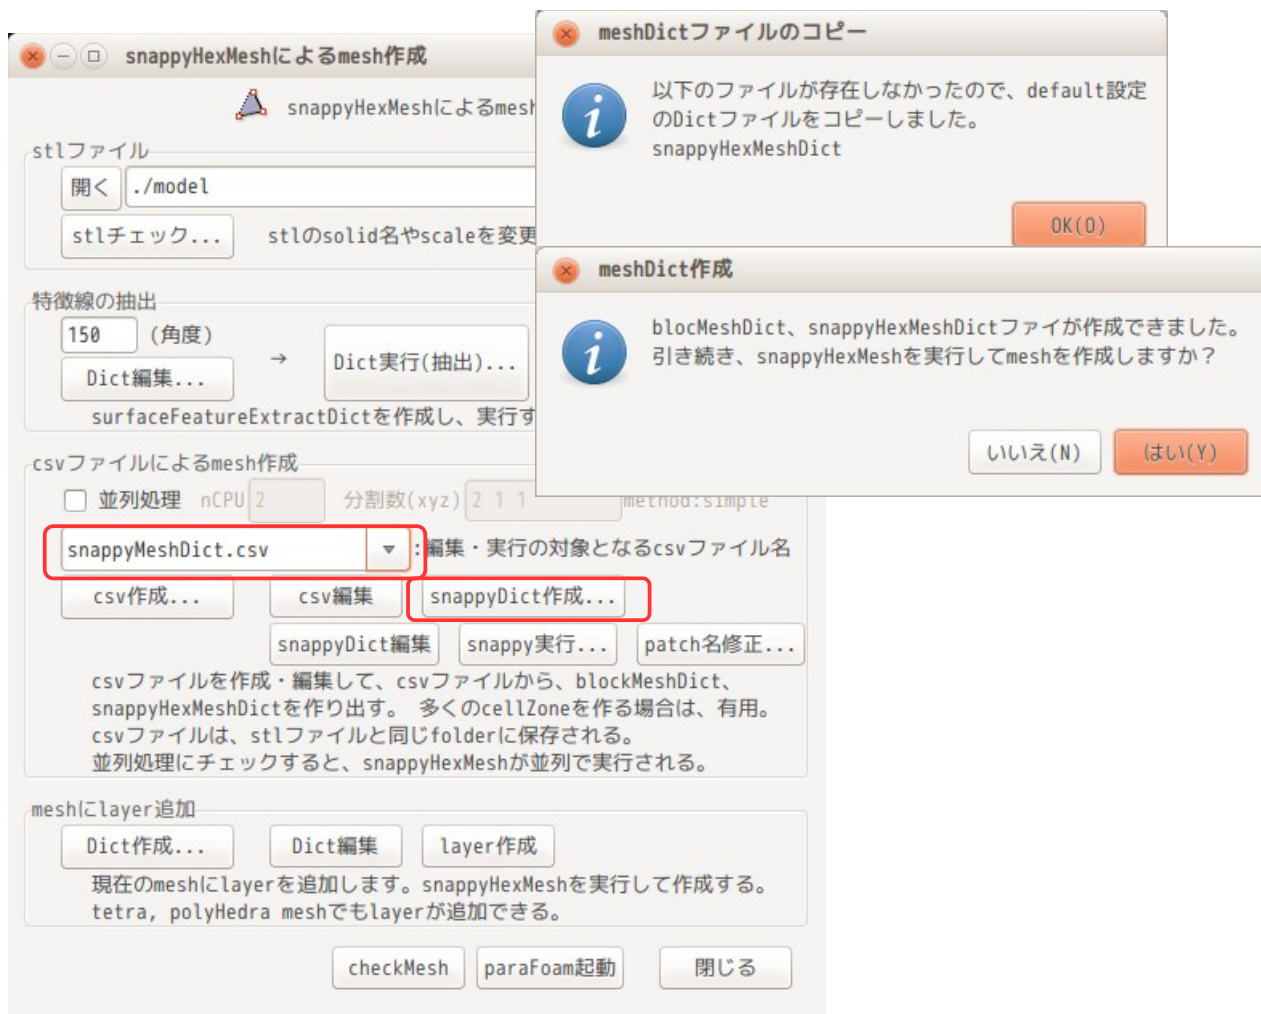 snappyHexMeshによるmesh作成
snappyHexMeshによるmesh
stlファイル
開く ./model
stlチェック... stlのsolid名やscaleを変更
特徴線の抽出
150 (角度)
→ Dict実行(抽出)...
Dict編集...
surfaceFeatureExtractDictを作成し、実行す
csvファイルによるmesh作成
並列処理 nCPU 2 分割数(xyz) 2 1 1 method:simple
snappyMeshDict.csv :編集・実行の対象となるcsvファイル名
csv作成... csv編集 snappyDict作成...
snappyDict編集 snappy実行... patch名修正...
csvファイルを作成・編集して、csvファイルから、blockMeshDict、
snappyHexMeshDictを作り出す。 多くのcellZoneを作る場合は、有用。
csvファイルは、stlファイルと同じfolderに保存される。
並列処理にチェックすると、snappyHexMeshが並列で実行される。
meshにlayer追加
Dict作成... Dict編集 layer作成
現在のmeshにlayerを追加します。snappyHexMeshを実行して作成する。
tetra, polyHedra meshでもlayerが追加できる。
checkMesh paraFoam起動 閉じる
meshDictファイルのコピー
以下のファイルが存在しなかったので、default設定
のDictファイルをコピーしました。
snappyHexMeshDict
OK(O)
meshDict作成
blocMeshDict、snappyHexMeshDictファイが作成できました。
引き続き、snappyHexMeshを実行してmeshを作成しますか？
いいえ(N) はい(Y)